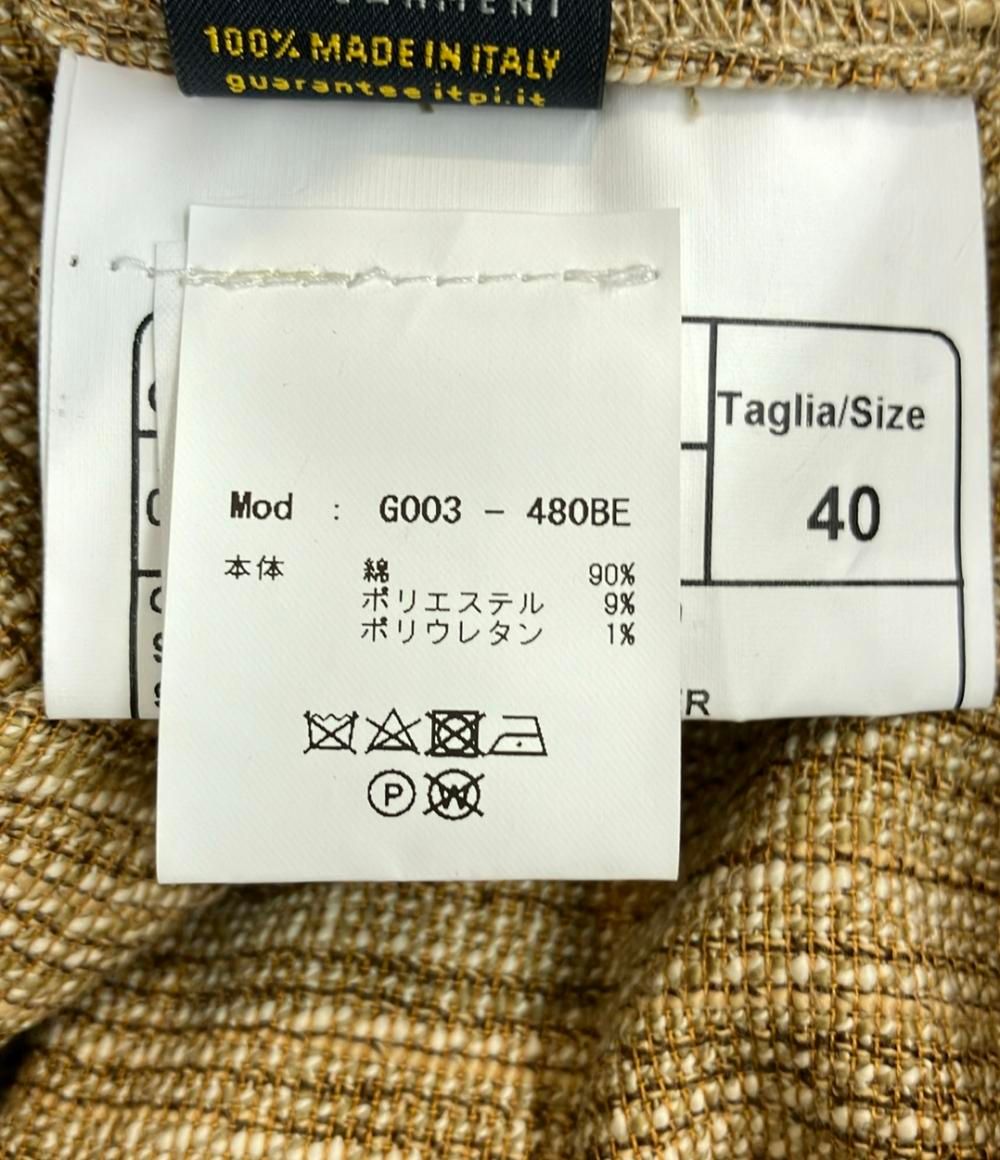 100% MADE IN ITALY
guarantee itpi.it
Taglia/Size
40
Mod : G003 - 480BE
本体 綿 90%
ポリエステル 9%
ポリウレタン 1%
P W